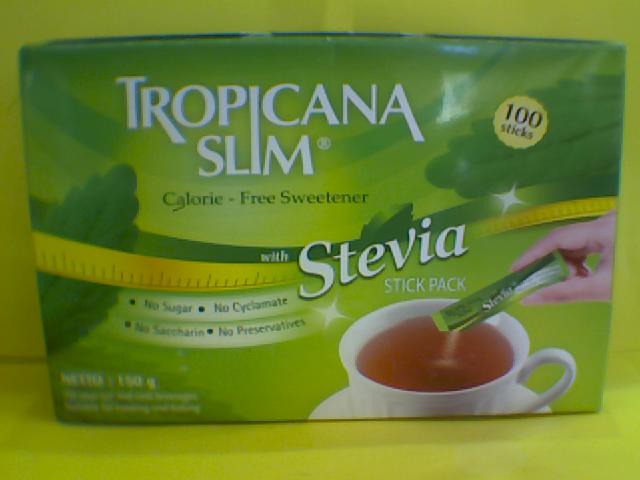 TROPICANA
SLIM®
100
sticks
Calorie - Free Sweetener
with Stevia
STICK PACK
Stevia
• No Sugar • No Cyclamate
• No Saccharin • No Preservatives
NETTO : 150 g